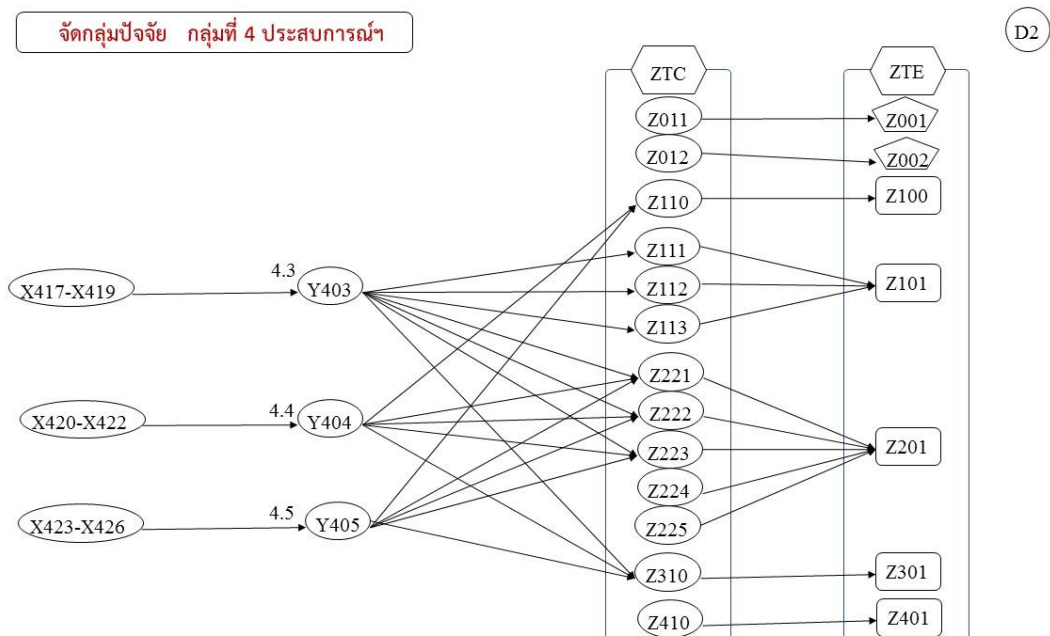 จัดกลุ่มปัจจัย กลุ่มที่ 4 ประสบการณ์ฯ
D2
ZTC
ZTE
Z011
Z001
Z012
Z002
Z110
Z100
Z111
4.3
X417-X419
Y403
Z112
Z101
Z113
Z221
4.4
X420-X422
Y404
Z222
Z223
Z201
Z224
4.5
X423-X426
Y405
Z225
Z310
Z301
Z410
Z401